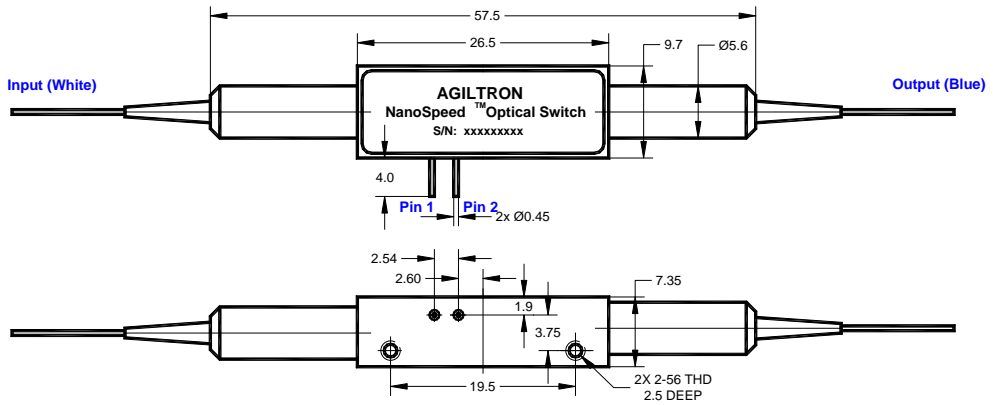 57.5
26.5
9.7
Ø5.6
Input (White)
Output (Blue)
AGILTRON
NanoSpeed ™Optical Switch
S/N: xxxxxxxxx
4.0
Pin 1
Pin 2
2x Ø0.45
2.54
2.60
7.35
1.9
3.75
19.5
2X 2-56 THD
2.5 DEEP